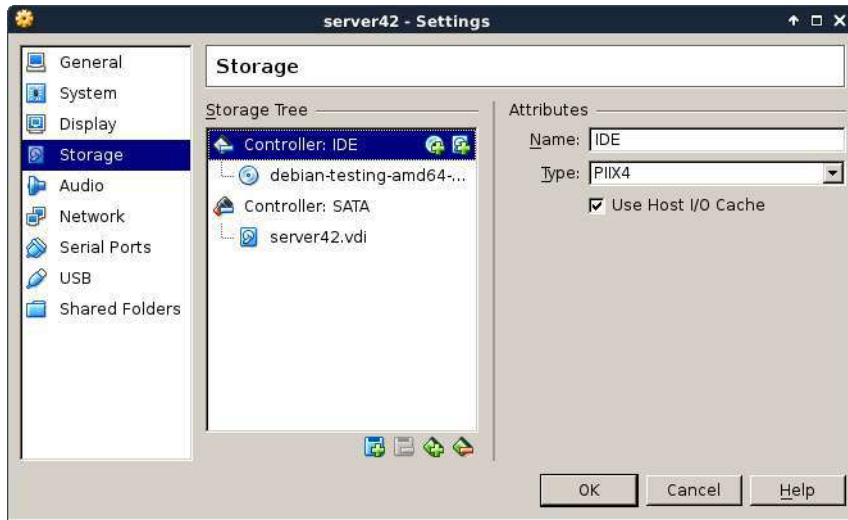 server42 - Settings
General
System
Display
Storage
Audio
Network
Serial Ports
USB
Shared Folders
Storage
Storage Tree
Controller: IDE
debian-testing-amd64-...
Controller: SATA
server42.vdi
Attributes
Name: IDE
Type: PIIX4
Use Host I/O Cache
OK Cancel Help